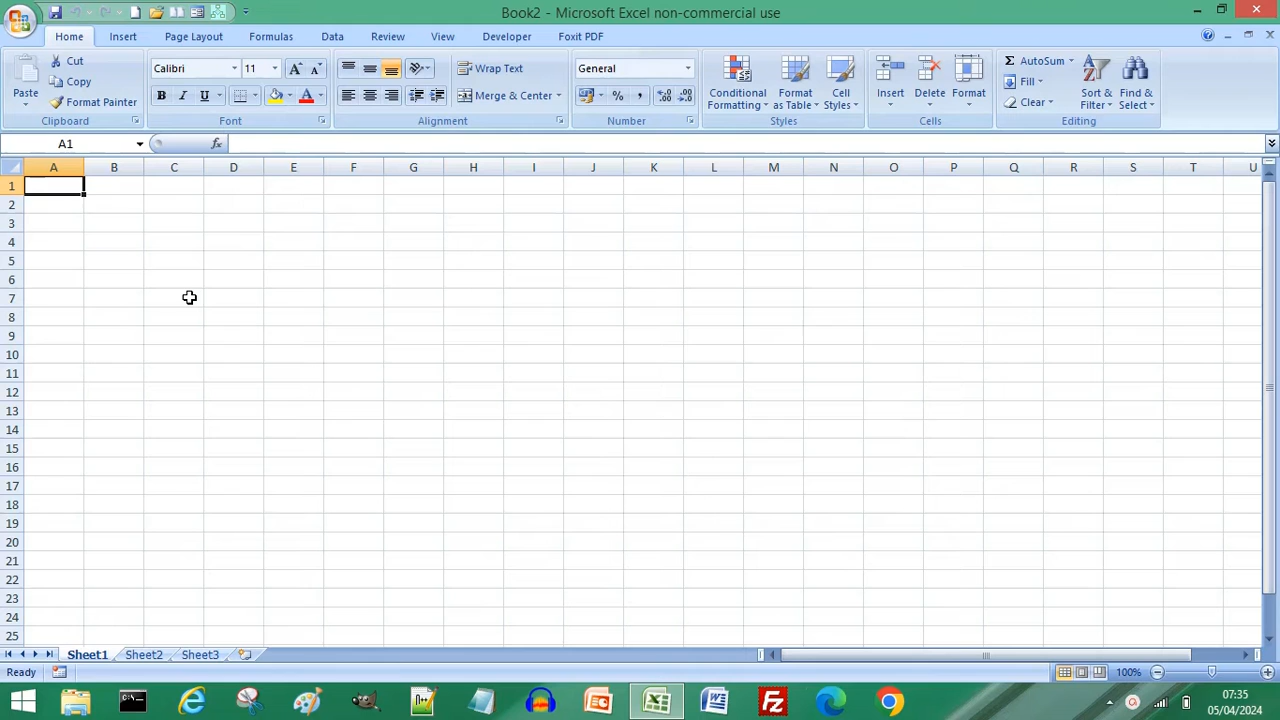 Book2 - Microsoft Excel non-commercial use
Home Insert Page Layout Formulas Data Review View Developer Foxit PDF
Paste
Cut
Copy
Format Painter
Clipboard
Calibri 11
B I U
Font
Wrap Text
Merge & Center
Alignment
General
% ,
Number
Conditional Formatting
Format as Table
Cell Styles
Styles
Insert
Delete
Format
Cells
Σ AutoSum
Fill
Clear
Sort & Filter
Find & Select
Editing
A1
fx
A B C D E F G H I J K L M N O P Q R S T U
1
2
3
4
5
6
7
8
9
10
11
12
13
14
15
16
17
18
19
20
21
22
23
24
25
Sheet1 Sheet2 Sheet3
Ready
100%
07:35
05/04/2024